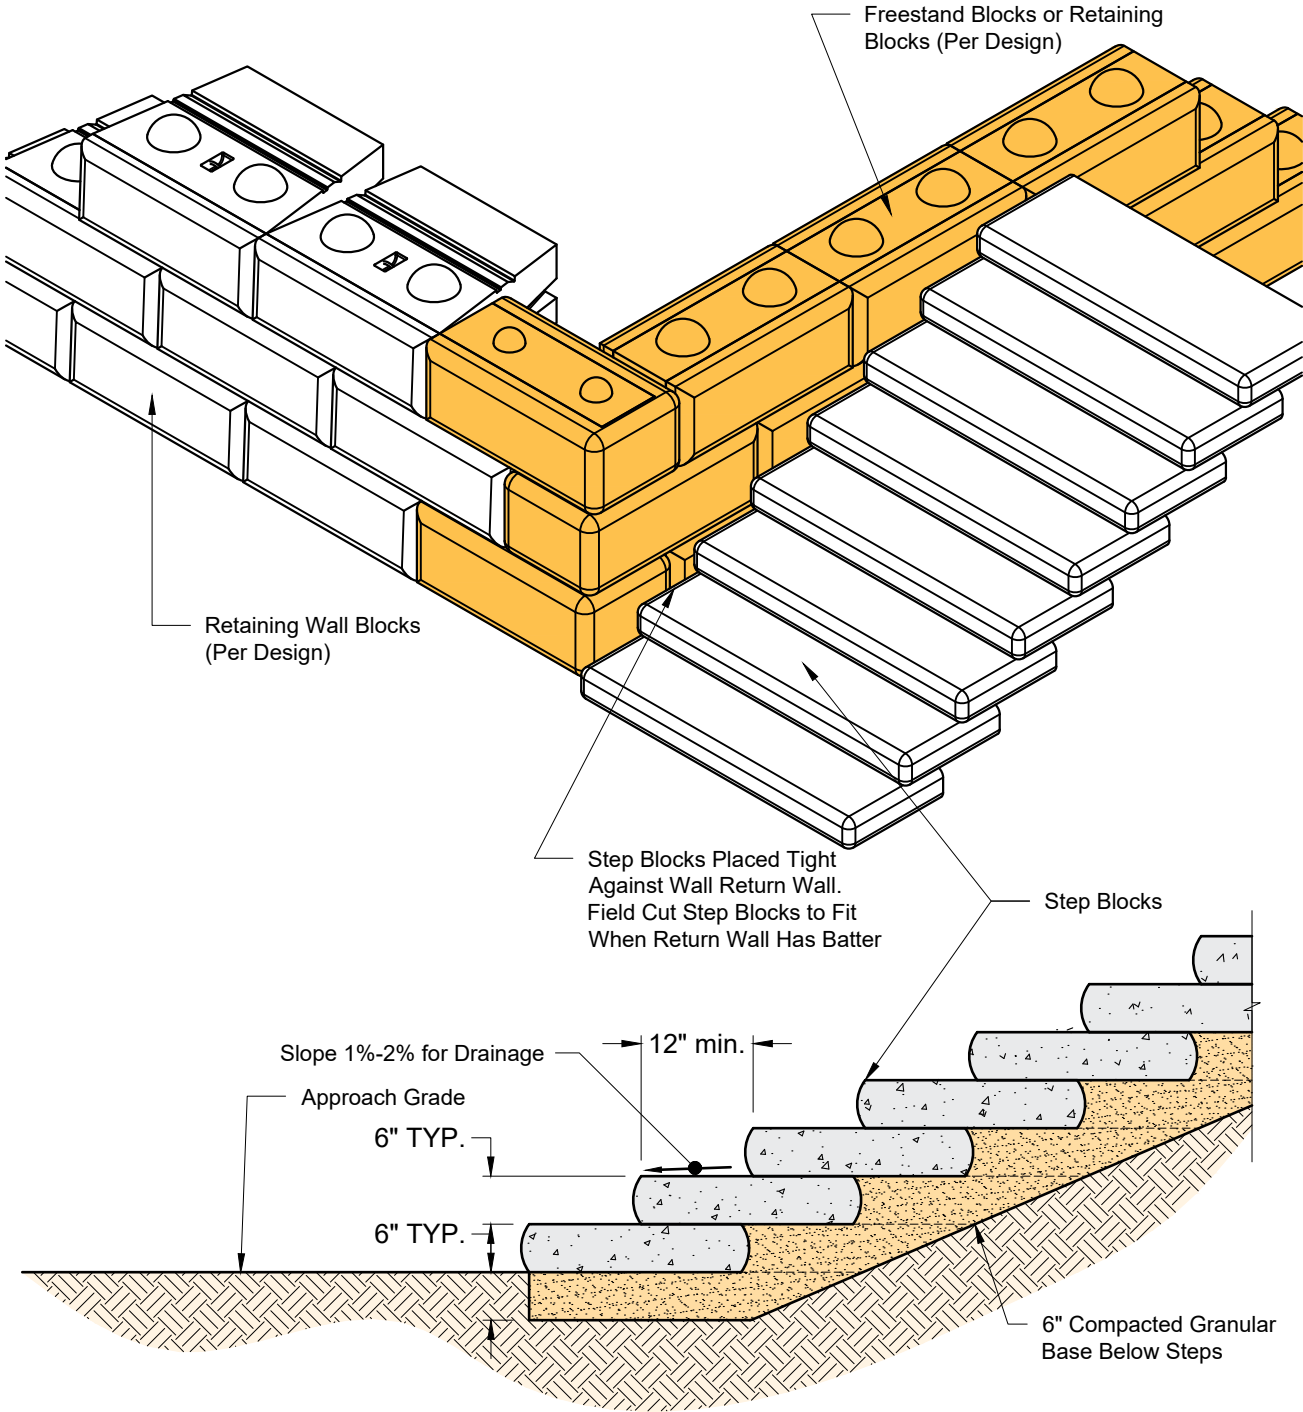 Freestand Blocks or Retaining
Blocks (Per Design)
Retaining Wall Blocks
(Per Design)
Step Blocks Placed Tight
Against Wall Return Wall.
Field Cut Step Blocks to Fit
When Return Wall Has Batter
Step Blocks
12" min.
Slope 1%-2% for Drainage
Approach Grade
6" TYP.
6" TYP.
6" Compacted Granular
Base Below Steps